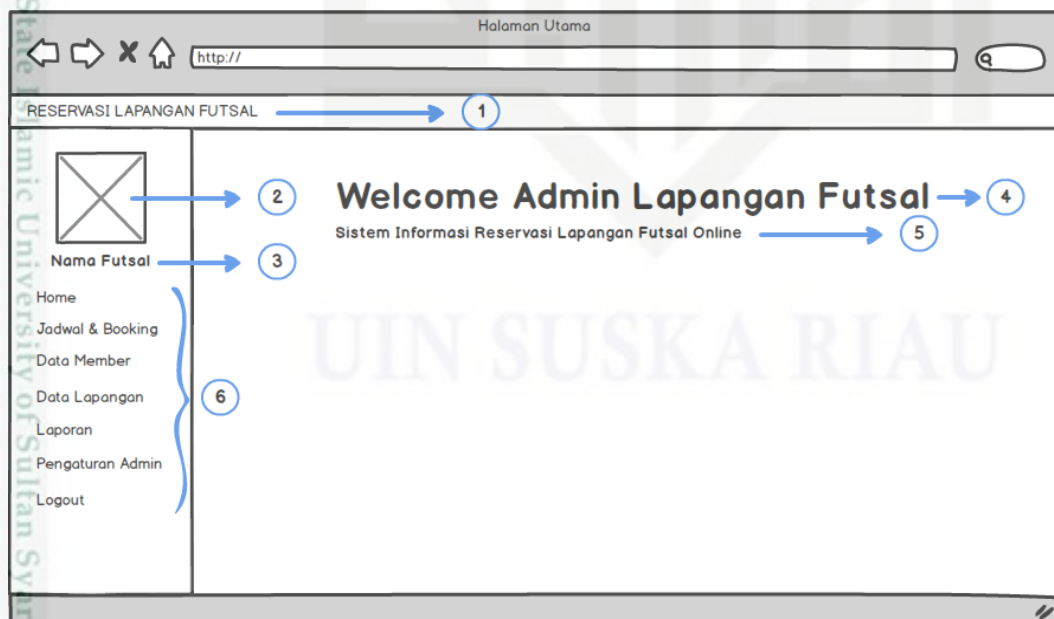 Halaman Utama
http://
RESERVASI LAPANGAN FUTSAL
1
2
Welcome Admin Lapangan Futsal
4
Sistem Informasi Reservasi Lapangan Futsal Online
5
Nama Futsal
3
Home
Jadwal & Booking
Data Member
Data Lapangan
6
Laporan
Pengaturan Admin
Logout
UIN SUSKA RIAU
State Islamic University of Sultan Syar